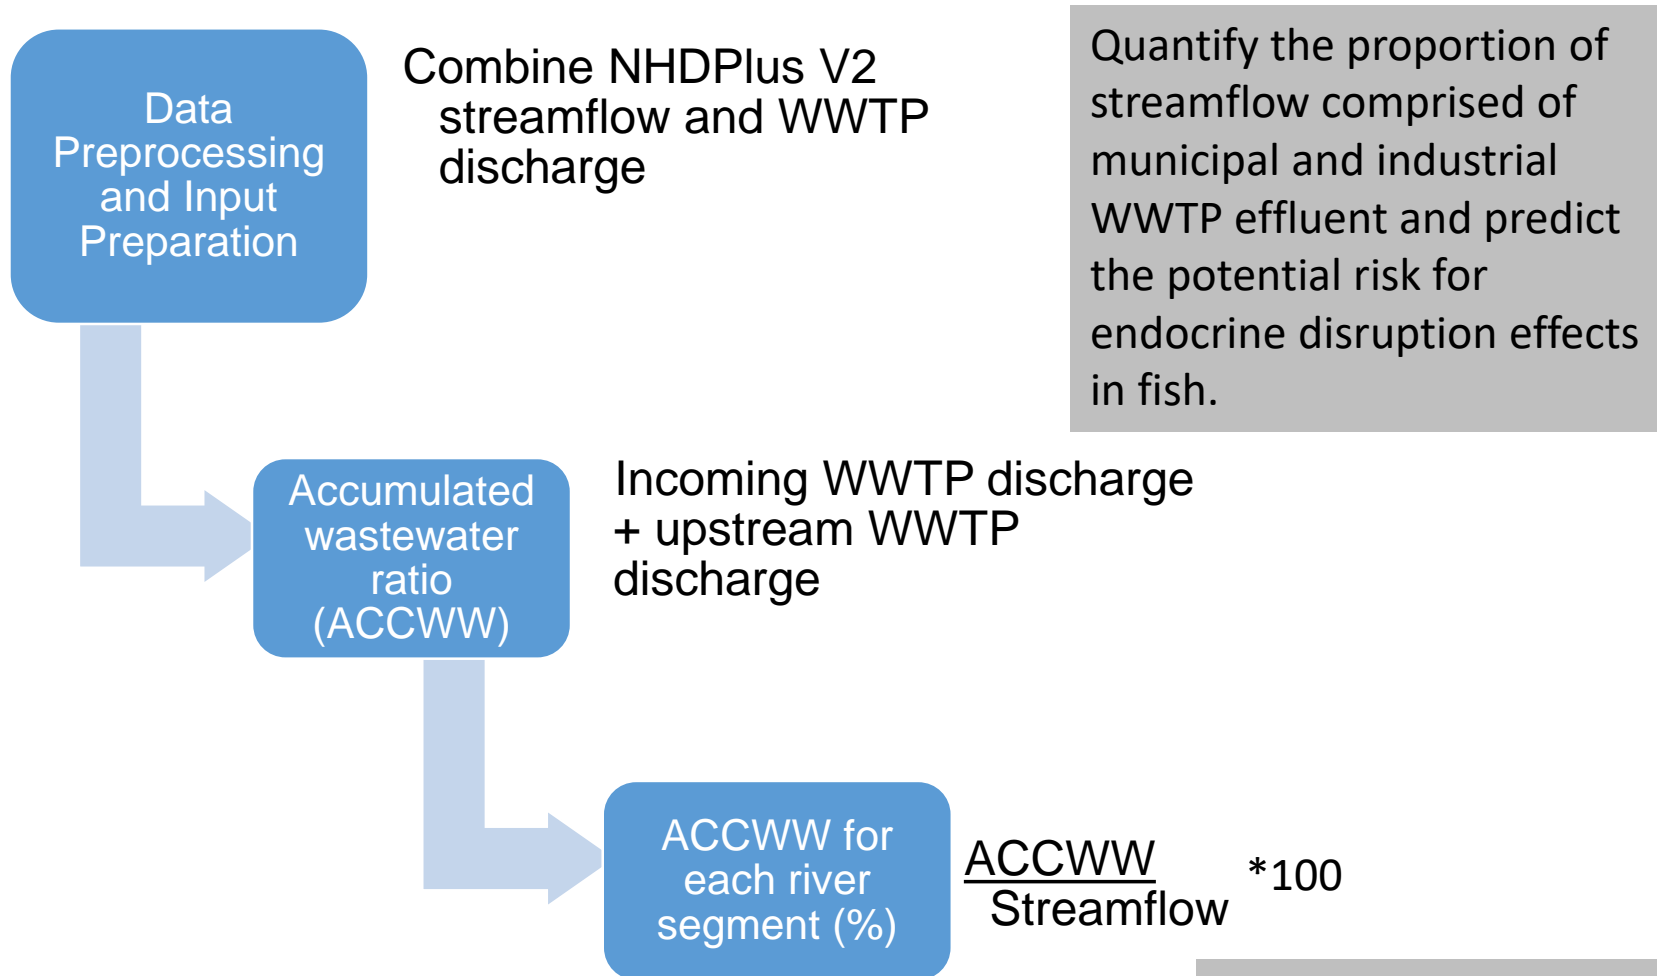 Data
Preprocessing
and Input
Preparation
Combine NHDPlus V2
streamflow and WWTP
discharge
Quantify the proportion of
streamflow comprised of
municipal and industrial
WWTP effluent and predict
the potential risk for
endocrine disruption effects
in fish.
Accumulated
wastewater
ratio
(ACCWW)
Incoming WWTP discharge
+ upstream WWTP
discharge
ACCWW for
each river
segment (%)
ACCWW
Streamflow
*100